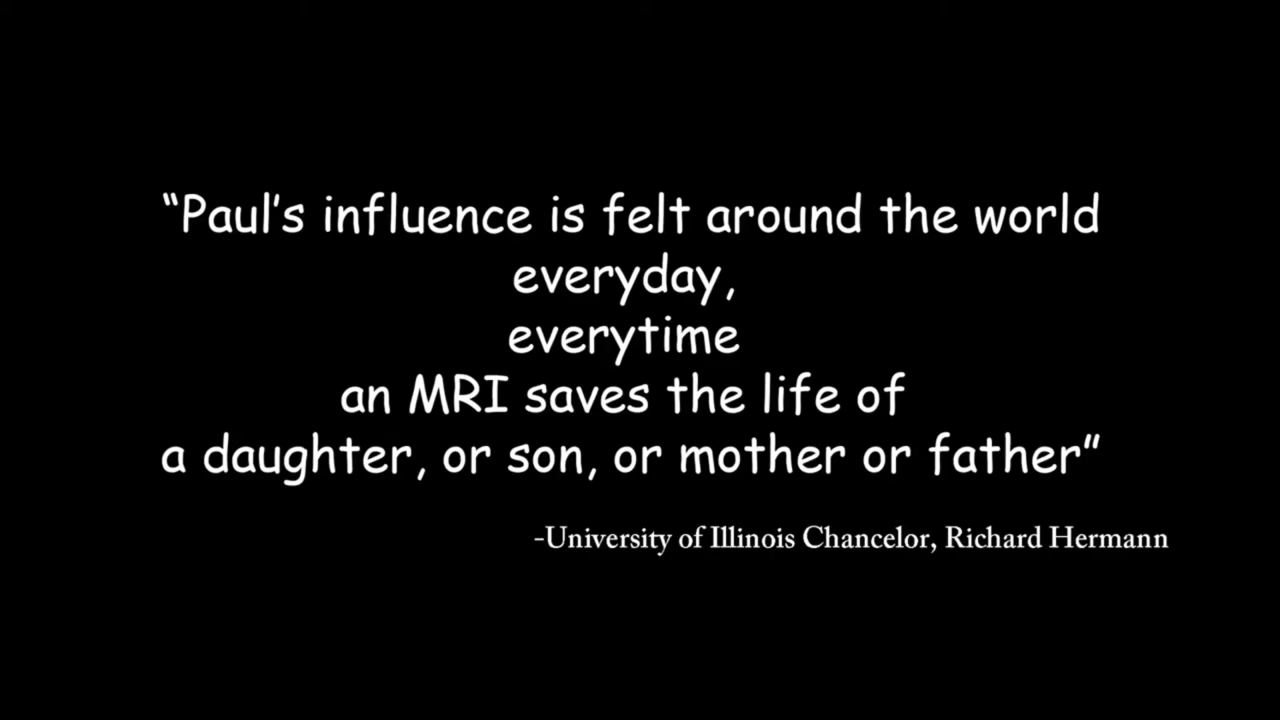 “Paul’s influence is felt around the world
everyday,
everytime
an MRI saves the life of
a daughter, or son, or mother or father”
-University of Illinois Chancelor, Richard Hermann